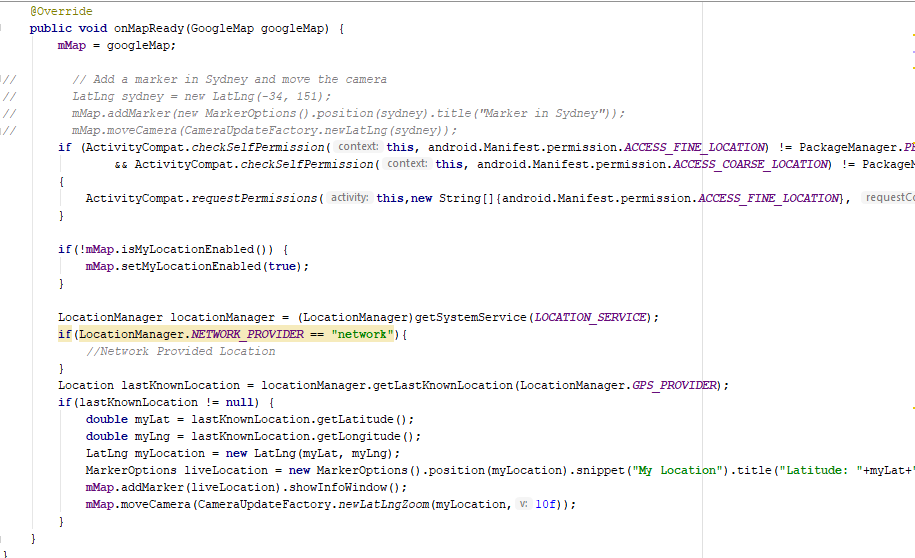 @Override
public void onMapReady(GoogleMap googleMap) {
mMap = googleMap;
// // Add a marker in Sydney and move the camera
// LatLng sydney = new LatLng(-34, 151);
// mMap.addMarker(new MarkerOptions().position(sydney).title("Marker in Sydney"));
// mMap.moveCamera(CameraUpdateFactory.newLatLng(sydney));
if (ActivityCompat.checkSelfPermission( context: this, android.Manifest.permission.ACCESS_FINE_LOCATION) != PackageManager.
&& ActivityCompat.checkSelfPermission( context: this, android.Manifest.permission.ACCESS_COARSE_LOCATION) !=
{
ActivityCompat.requestPermissions( activity: this,new String[]{android.Manifest.permission.ACCESS_FINE_LOCATION},
}
if(!mMap.isMyLocationEnabled()) {
mMap.setMyLocationEnabled(true);
}
LocationManager locationManager = (LocationManager)getSystemService(LOCATION_SERVICE);
if(LocationManager.NETWORK_PROVIDER == "network"){
//Network Provided Location
}
Location lastKnownLocation = locationManager.getLastKnownLocation(LocationManager.GPS_PROVIDER);
if(lastKnownLocation != null) {
double myLat = lastKnownLocation.getLatitude();
double myLng = lastKnownLocation.getLongitude();
LatLng myLocation = new LatLng(myLat, myLng);
MarkerOptions liveLocation = new MarkerOptions().position(myLocation).snippet("My Location").title("Latitude: "+myLat+"
mMap.addMarker(liveLocation).showInfoWindow();
mMap.moveCamera(CameraUpdateFactory.newLatLngZoom(myLocation, v: 10f));
}
}
}